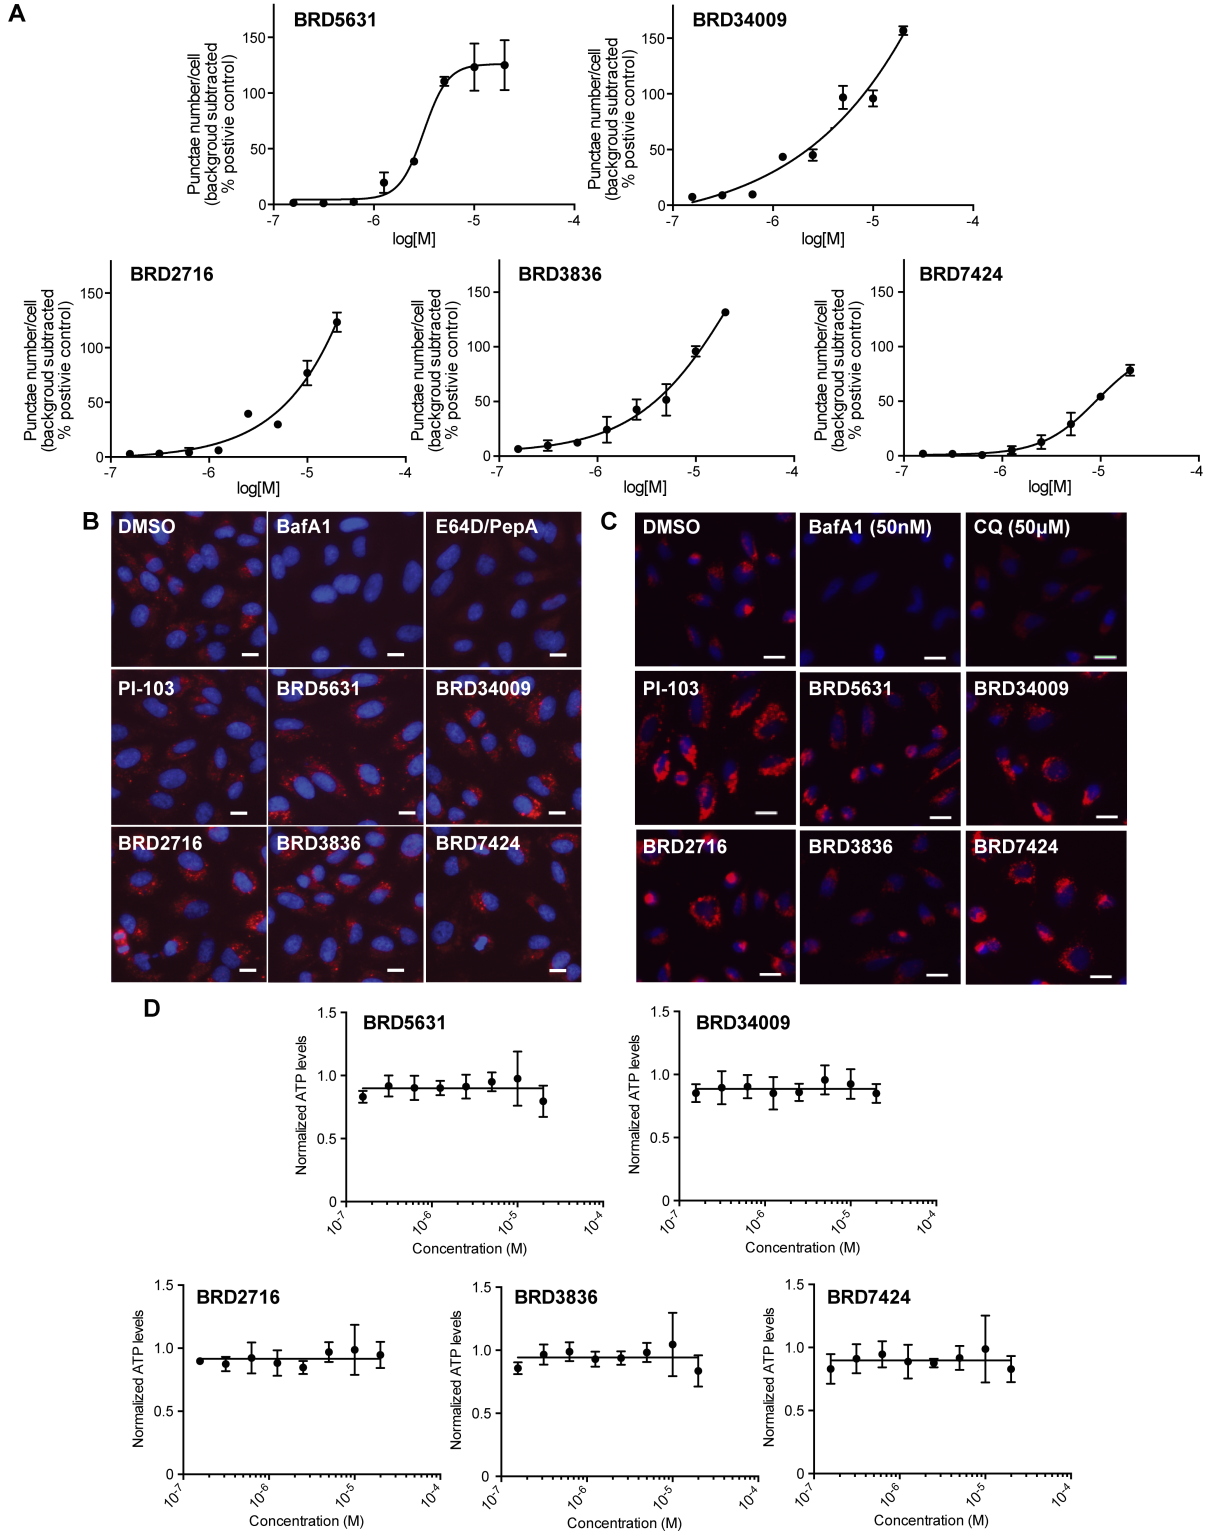 A
BRD5631
Punctae number/cell
(backgroud subtracted
% postivie control)
150
100
50
0
-7
-6
-5
-4
log[M]
BRD34009
Punctae number/cell
(backgroud subtracted
% postivie control)
150
100
50
0
-7
-6
-5
-4
log[M]
BRD2716
Punctae number/cell
(backgroud subtracted
% postivie control)
150
100
50
0
-7
-6
-5
-4
log[M]
BRD3836
Punctae number/cell
(backgroud subtracted
% postivie control)
150
100
50
0
-7
-6
-5
-4
log[M]
BRD7424
Punctae number/cell
(backgroud subtracted
% postivie control)
150
100
50
0
-7
-6
-5
-4
log[M]
B
DMSO
BafA1
E64D/PepA
PI-103
BRD5631
BRD34009
BRD2716
BRD3836
BRD7424
C
DMSO
BafA1 (50nM)
CQ (50μM)
PI-103
BRD5631
BRD34009
BRD2716
BRD3836
BRD7424
D
BRD5631
Normalized ATP levels
1.5
1.0
0.5
0
10-7
10-6
10-5
10-4
Concentration (M)
BRD34009
Normalized ATP levels
1.5
1.0
0.5
0
10-7
10-6
10-5
10-4
Concentration (M)
BRD2716
Normalized ATP levels
1.5
1.0
0.5
0
10-7
10-6
10-5
10-4
Concentration (M)
BRD3836
Normalized ATP levels
1.5
1.0
0.5
0
10-7
10-6
10-5
10-4
Concentration (M)
BRD7424
Normalized ATP levels
1.5
1.0
0.5
0
10-7
10-6
10-5
10-4
Concentration (M)